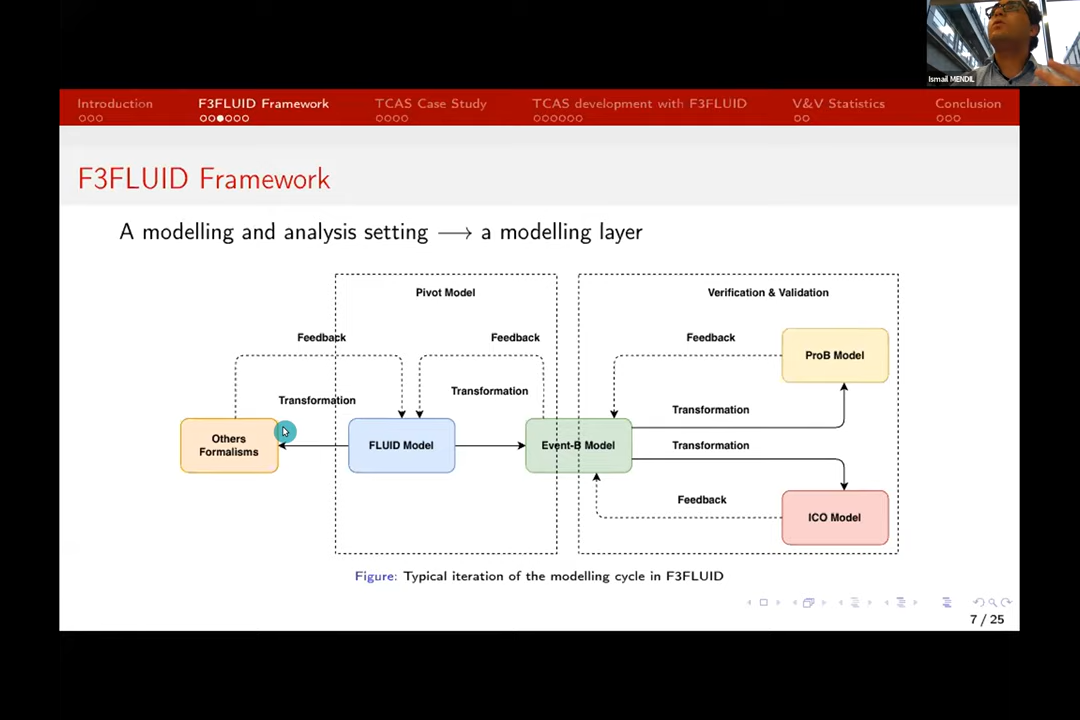 Ismail MENDIL
Introduction F3FLUID Framework TCAS Case Study TCAS development with F3FLUID V&V Statistics Conclusion
F3FLUID Framework
A modelling and analysis setting ⟶ a modelling layer
Pivot Model
Verification & Validation
Feedback
Feedback
Feedback
ProB Model
Transformation
Transformation
Transformation
Others
Formalisms
FLUID Model
Event-B Model
Transformation
Feedback
ICO Model
Figure: Typical iteration of the modelling cycle in F3FLUID
7 / 25